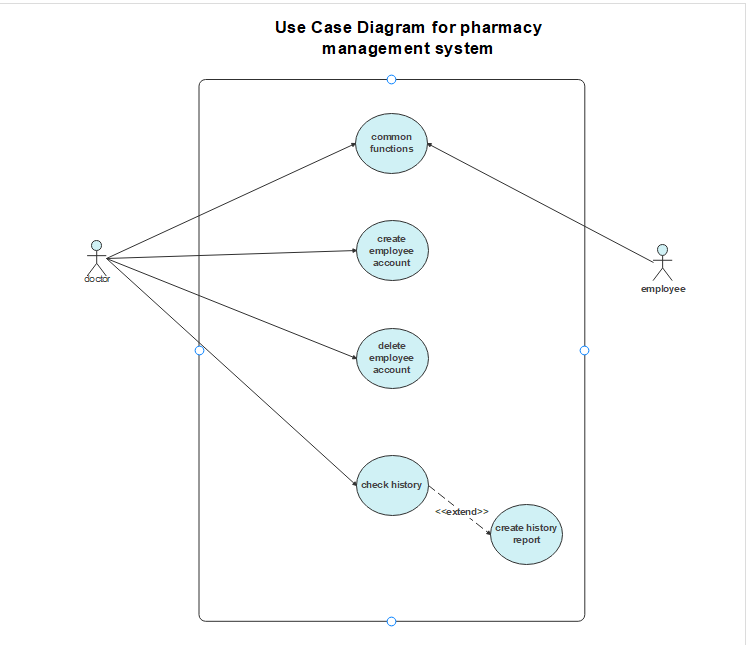 Use Case Diagram for pharmacy
management system
common
functions
create
employee
account
doctor
employee
delete
employee
account
check history
<<extend>>
create history
report